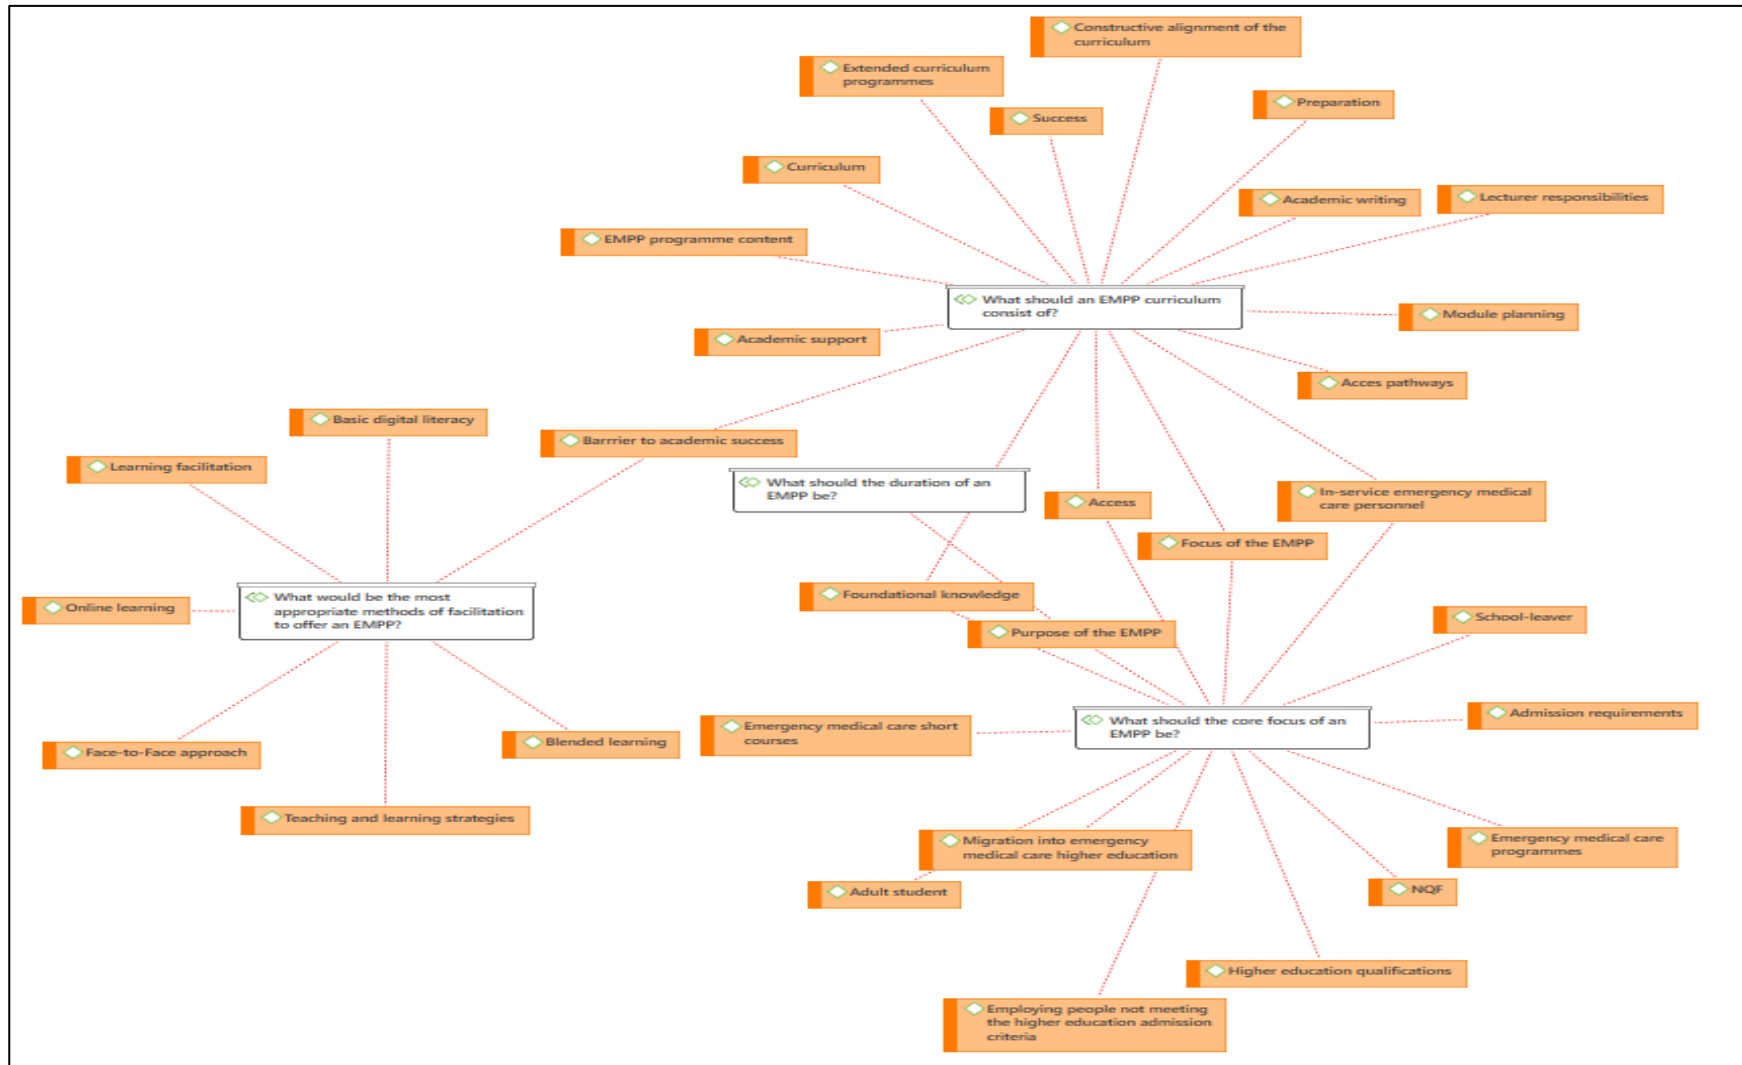 Constructive alignment of the
curriculum
Extended curriculum
programmes
Preparation
Success
Curriculum
Academic writing
Lecturer responsibilities
EMPP programme content
What should an EMPP curriculum
consist of?
Module planning
Academic support
Acces pathways
Basic digital literacy
Barrrier to academic success
Learning facilitation
What should the duration of an
EMPP be?
In-service emergency medical
care personnel
Access
Focus of the EMPP
What would be the most
appropriate methods of facilitation
to offer an EMPP?
Online learning
Foundational knowledge
School-leaver
Purpose of the EMPP
Emergency medical care short
courses
What should the core focus of an
EMPP be?
Admission requirements
Face-to-Face approach
Blended learning
Teaching and learning strategies
Migration into emergency
medical care higher education
Emergency medical care
programmes
Adult student
NQF
Higher education qualifications
Employing people not meeting
the higher education admission
criteria